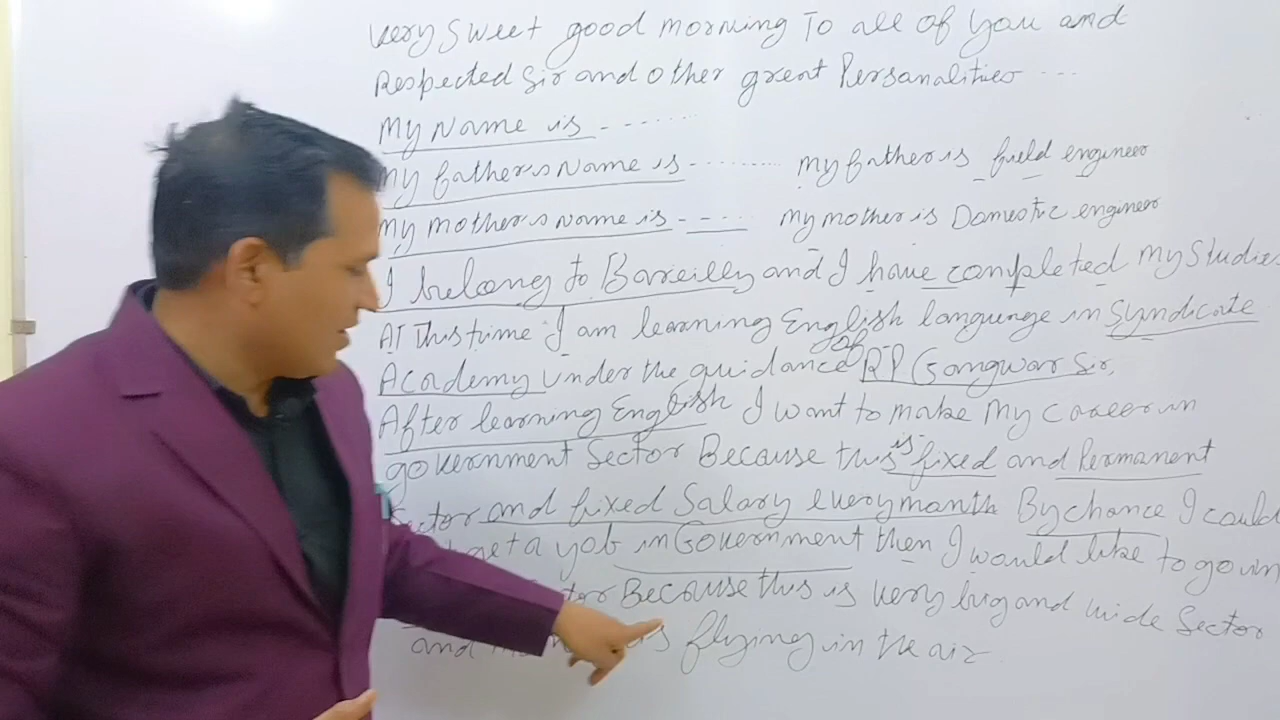 very sweet good morning To all of you and
Respected Sir and other great Personalities ...
My Name is - - - ......
My father's Name is - ........ My father is field engineer
My mother's Name is - - - .. My mother is Domestic engineer
I belong to Bareilly and I have completed My Studies
AT This time I am learning English language in Syndicate
Academy under the guidance of RP Gangwar Sir,
After learning English I want to make My career in
government Sector Because this is fixed and Permanent
Sector and fixed Salary every month By chance I could
get a job in Government then I would like to go in
Because this is very big and wide Sector
and is flying in the air